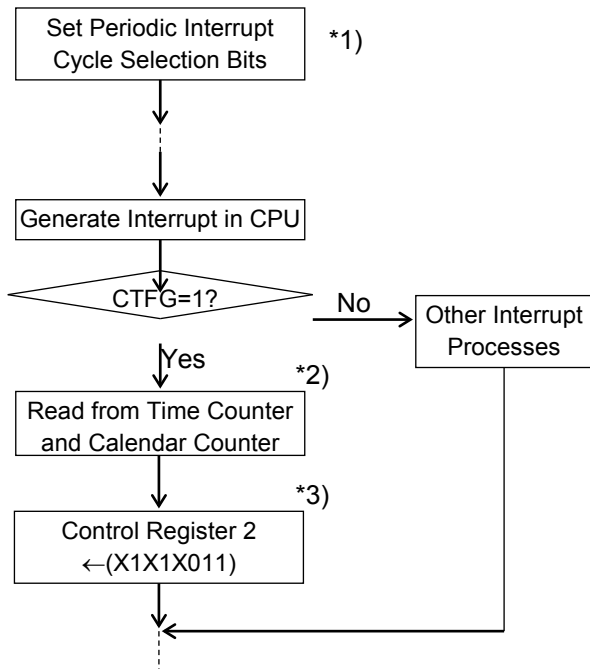 Set Periodic Interrupt
Cycle Selection Bits
*1)
Generate Interrupt in CPU
CTFG=1?
No
Other Interrupt
Processes
Yes
*2)
Read from Time Counter
and Calendar Counter
*3)
Control Register 2
←(X1X1X011)